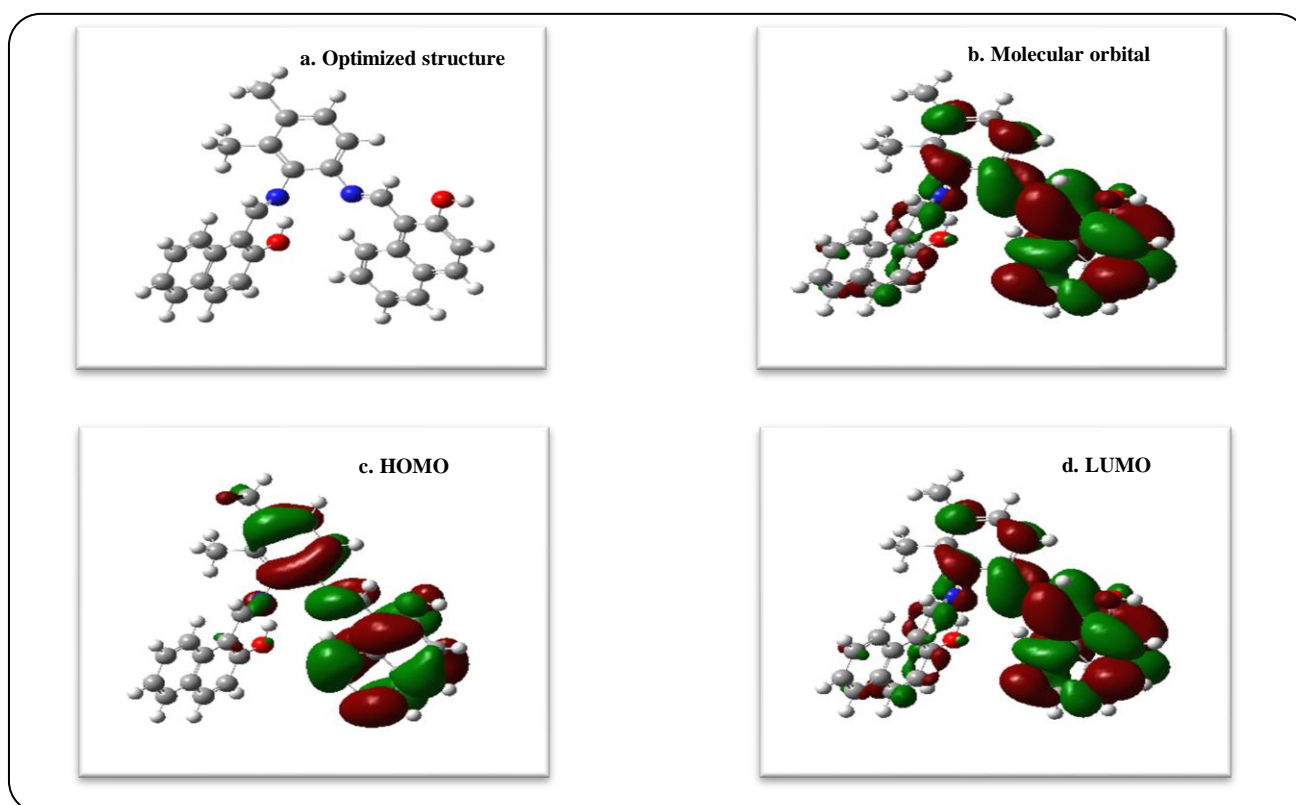 a. Optimized structure
b. Molecular orbital
c. HOMO
d. LUMO